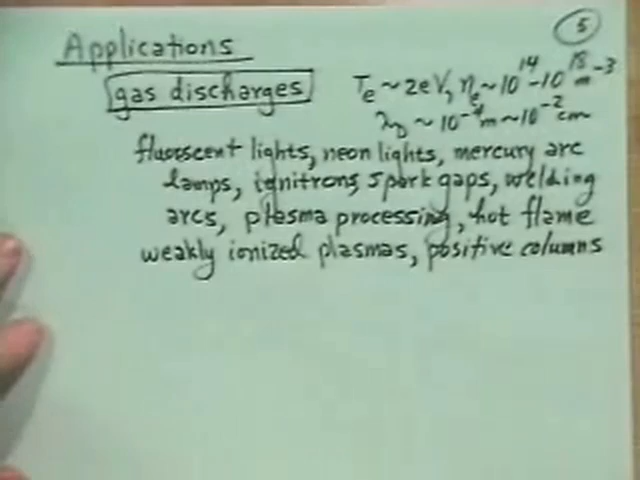 5
Applications
gas discharges Te ~ 2eV, ne ~ 10^14 - 10^18 m^-3
λD ~ 10^-4 m ~ 10^-2 cm
fluorescent lights, neon lights, mercury arc
lamps, ignitrons, spark gaps, welding
arcs, plasma processing, hot flame
weakly ionized plasmas, positive columns